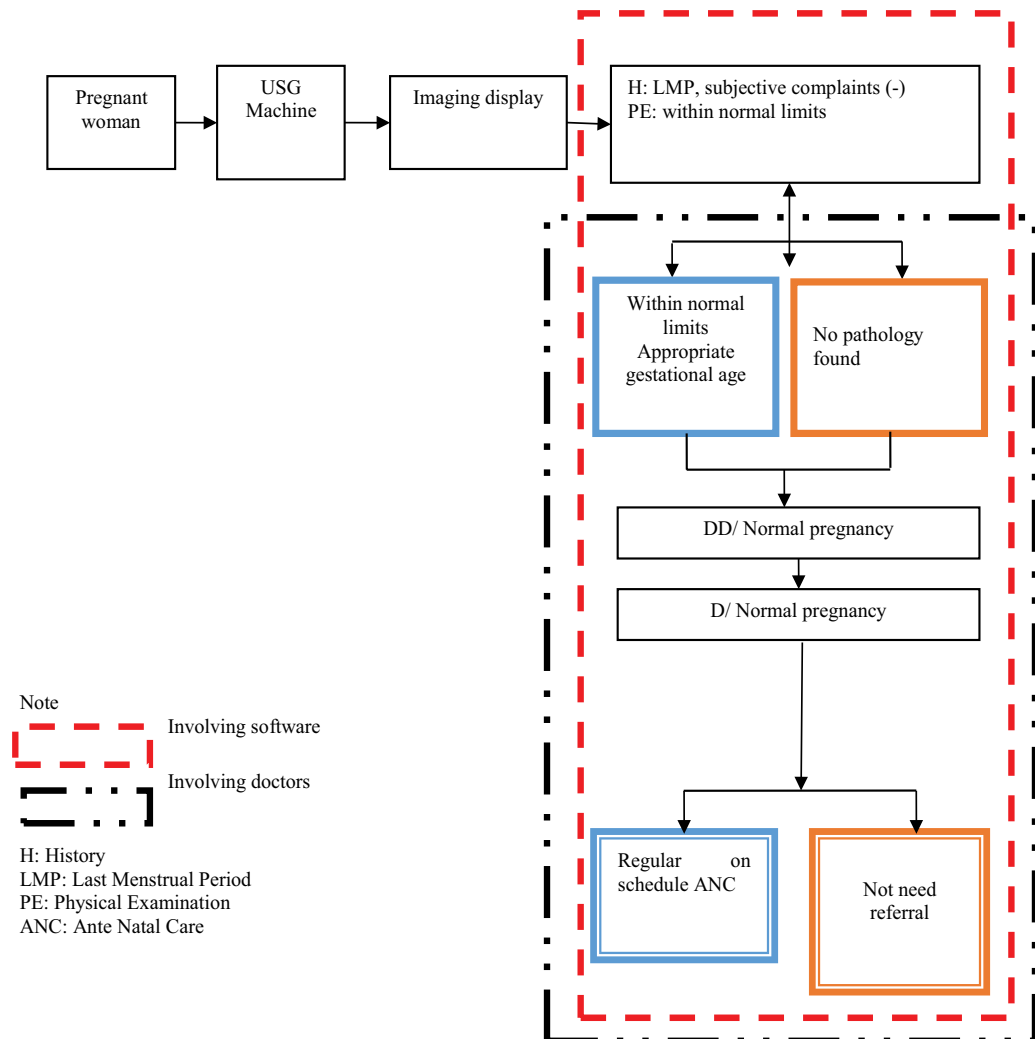 Pregnant
woman
USG
Machine
Imaging display
H: LMP, subjective complaints (-)
PE: within normal limits
Within normal
limits
Appropriate
gestational age
No pathology
found
DD/ Normal pregnancy
D/ Normal pregnancy
Regular on
schedule ANC
Not need
referral
Note
Involving software
Involving doctors
H: History
LMP: Last Menstrual Period
PE: Physical Examination
ANC: Ante Natal Care